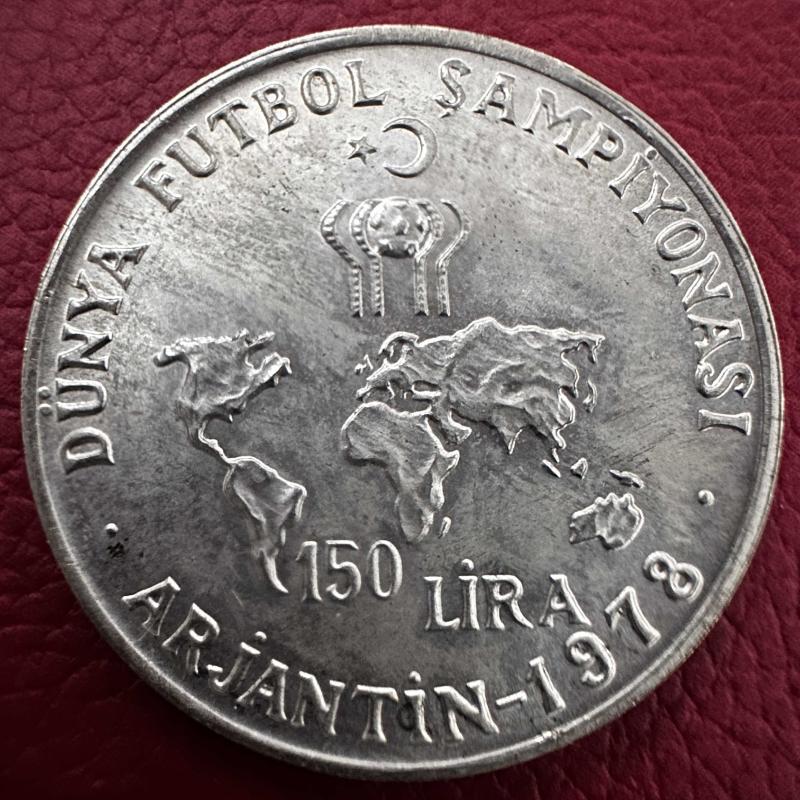 DÜNYA FUTBOL ŞAMPİYONASI
150 LİRA
ARJANTİN-1978